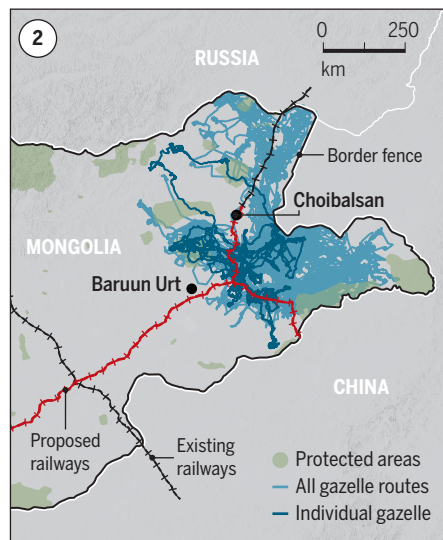 2
RUSSIA
0 250
km
Border fence
Choibalsan
MONGOLIA
Baruun Urt
CHINA
Proposed
railways
Existing
railways
Protected areas
All gazelle routes
Individual gazelle